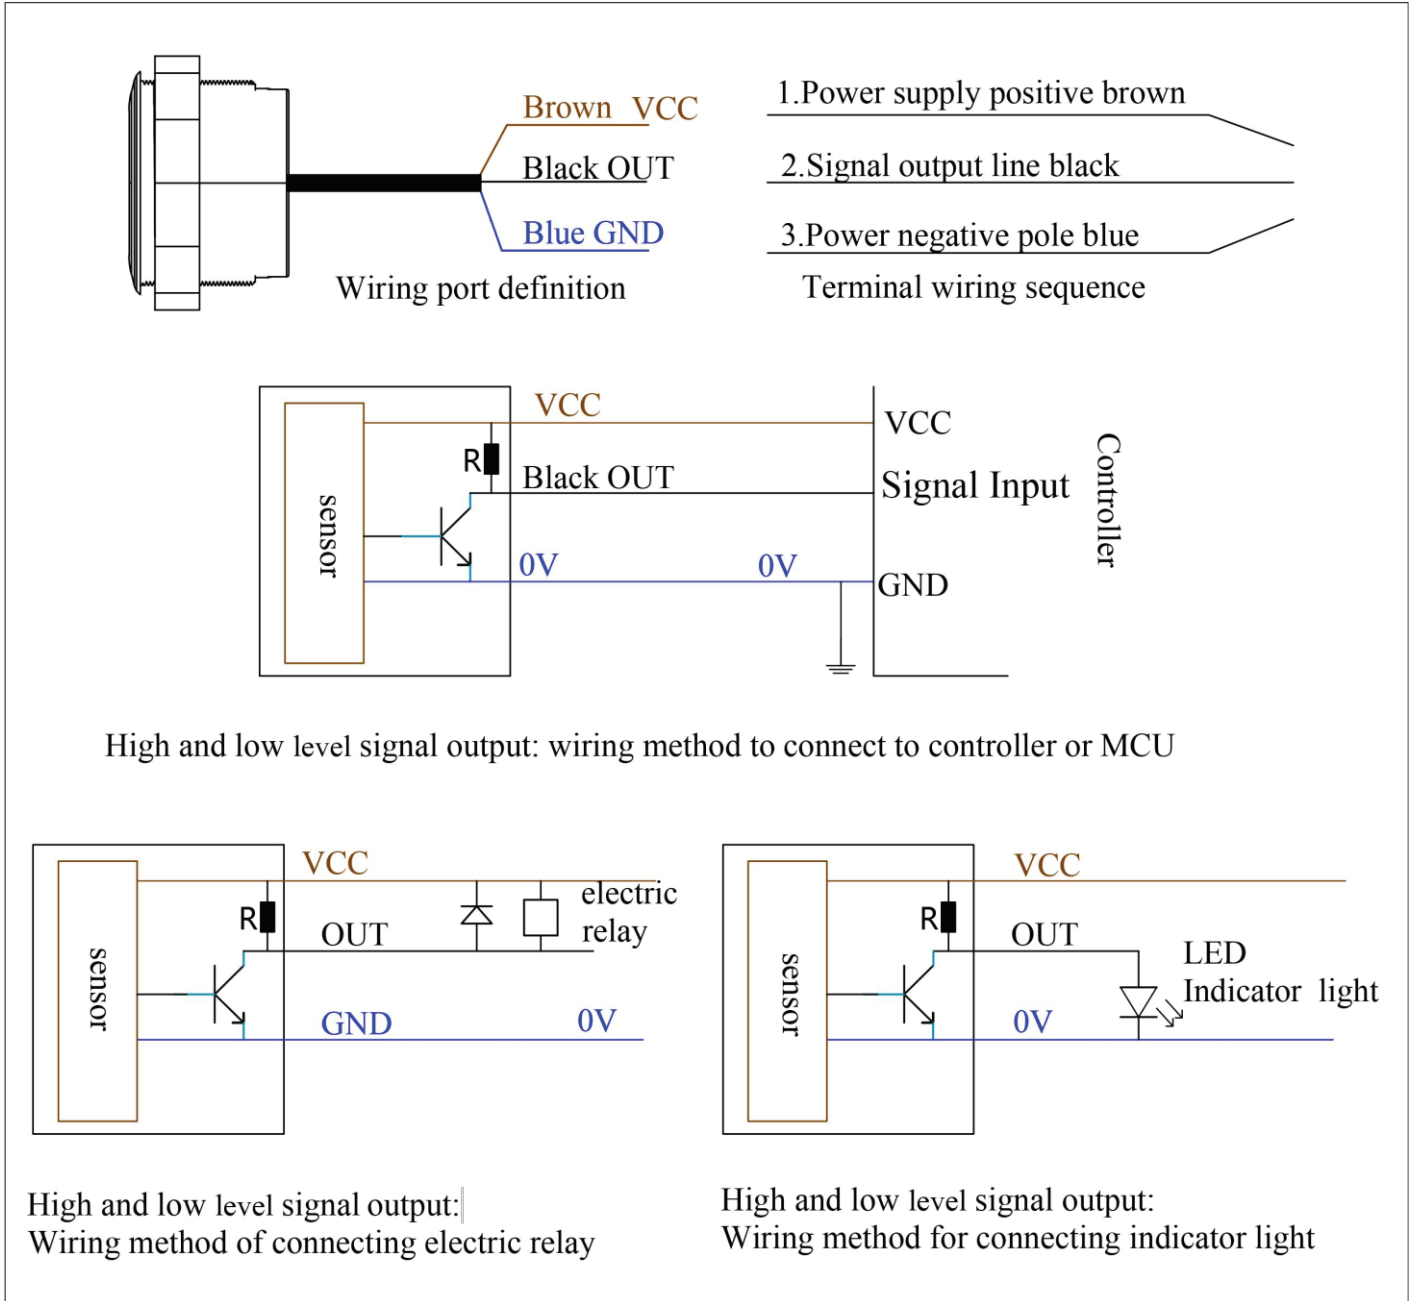 Brown VCC
Black OUT
Blue GND
Wiring port definition
1.Power supply positive brown
2.Signal output line black
3.Power negative pole blue
Terminal wiring sequence
sensor
R
VCC
Black OUT
0V
0V
VCC
Signal Input
GND
Controller
High and low level signal output: wiring method to connect to controller or MCU
sensor
R
VCC
OUT
GND
0V
electric
relay
High and low level signal output:
Wiring method of connecting electric relay
sensor
R
VCC
OUT
0V
LED
Indicator light
High and low level signal output:
Wiring method for connecting indicator light